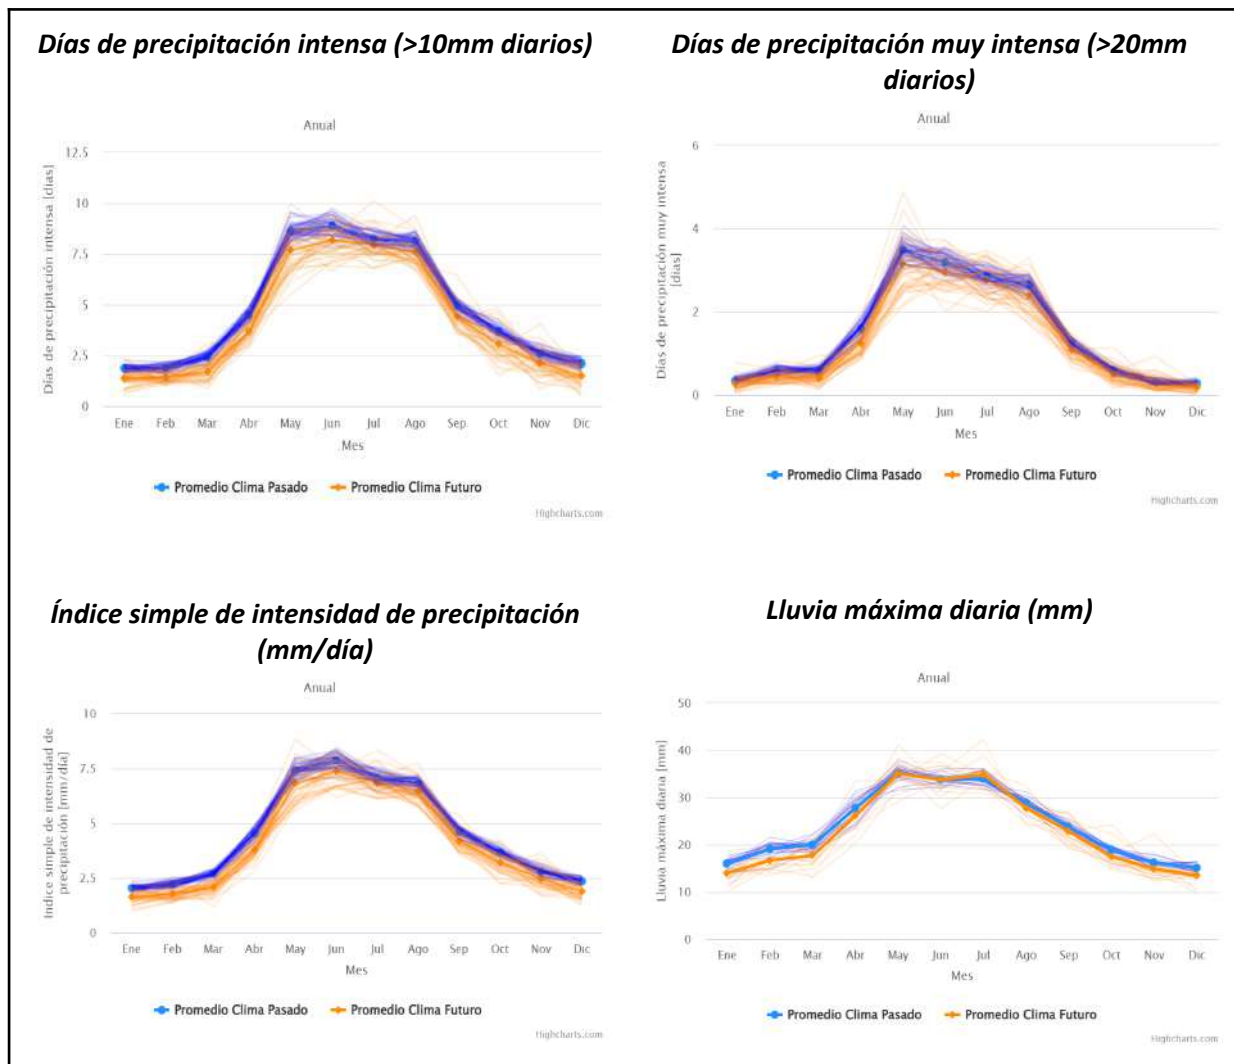 Días de precipitación intensa (>10mm diarios)
Anual
Días de precipitación intensa [días]
12.5
10
7.5
5
2.5
0
Ene Feb Mar Abr May Jun Jul Ago Sep Oct Nov Dic
Mes
Promedio Clima Pasado Promedio Clima Futuro
Highcharts.com
Días de precipitación muy intensa (>20mm
diarios)
Anual
Días de precipitación muy intensa
[días]
6
4
2
0
Ene Feb Mar Abr May Jun Jul Ago Sep Oct Nov Dic
Mes
Promedio Clima Pasado Promedio Clima Futuro
Highcharts.com
Índice simple de intensidad de precipitación
(mm/día)
Anual
Indice simple de intensidad de
precipitación [mm/día]
10
7.5
5
2.5
0
Ene Feb Mar Abr May Jun Jul Ago Sep Oct Nov Dic
Mes
Promedio Clima Pasado Promedio Clima Futuro
Highcharts.com
Lluvia máxima diaria (mm)
Anual
Lluvia máxima diaria [mm]
50
40
30
20
10
0
Ene Feb Mar Abr May Jun Jul Ago Sep Oct Nov Dic
Mes
Promedio Clima Pasado Promedio Clima Futuro
Highcharts.com